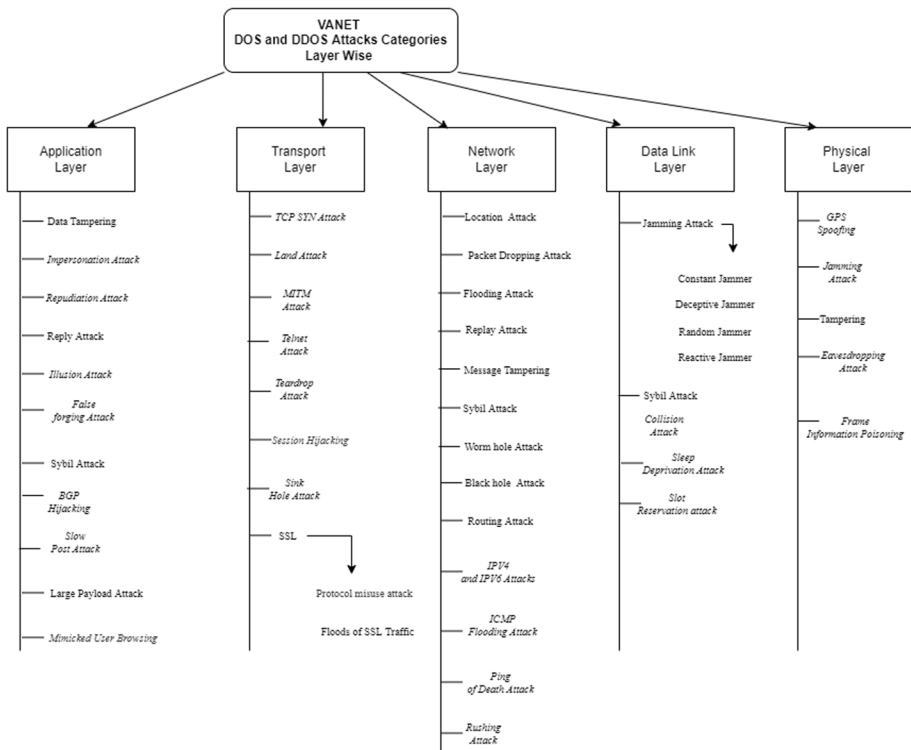 VANET
DOS and DDOS Attacks Categories
Layer Wise
Application
Layer
Data Tampering
Impersonation Attack
Repudiation Attack
Reply Attack
Illusion Attack
False
forging Attack
Sybil Attack
BGP
Hijacking
Slow
Post Attack
Large Payload Attack
Mimicked User Browsing
Transport
Layer
TCP SYN Attack
Land Attack
MITM
Attack
Telnet
Attack
Teardrop
Attack
Session Hijacking
Sink
Hole Attack
SSL
Protocol misuse attack
Floods of SSL Traffic
Network
Layer
Location Attack
Packet Dropping Attack
Flooding Attack
Replay Attack
Message Tampering
Sybil Attack
Worm hole Attack
Black hole Attack
Routing Attack
IPV4
and IPV6 Attacks
ICMP
Flooding Attack
Ping
of Death Attack
Rushing
Attack
Data Link
Layer
Jamming Attack
Constant Jammer
Deceptive Jammer
Random Jammer
Reactive Jammer
Sybil Attack
Collision
Attack
Sleep
Deprivation Attack
Slot
Reservation attack
Physical
Layer
GPS
Spoofing
Jamming
Attack
Tampering
Eavesdropping
Attack
Frame
Information Poisoning